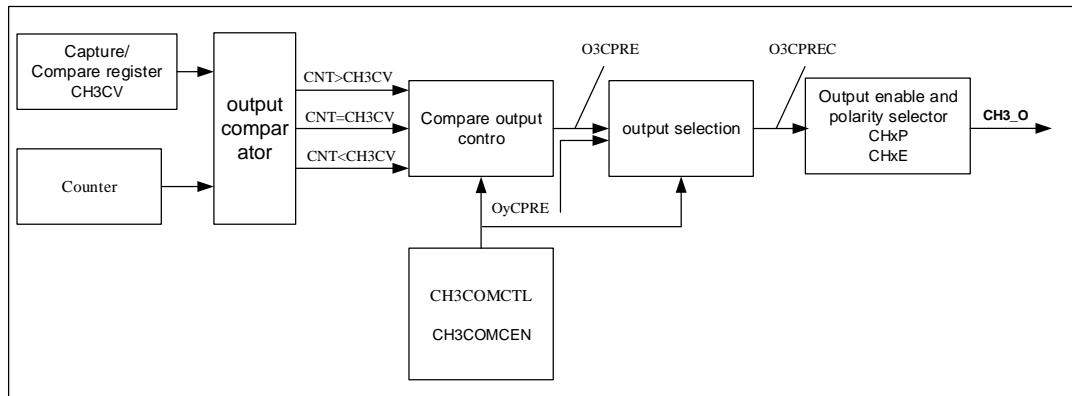 Capture/
Compare register
CH3CV
Counter
output
compar
ator
CNT>CH3CV
CNT=CH3CV
CNT<CH3CV
Compare output
contro
O3CPRE
OyCPRE
output selection
O3CPREC
Output enable and
polarity selector
CHxP
CHxE
CH3_O
CH3COMCTL
CH3COMCEN